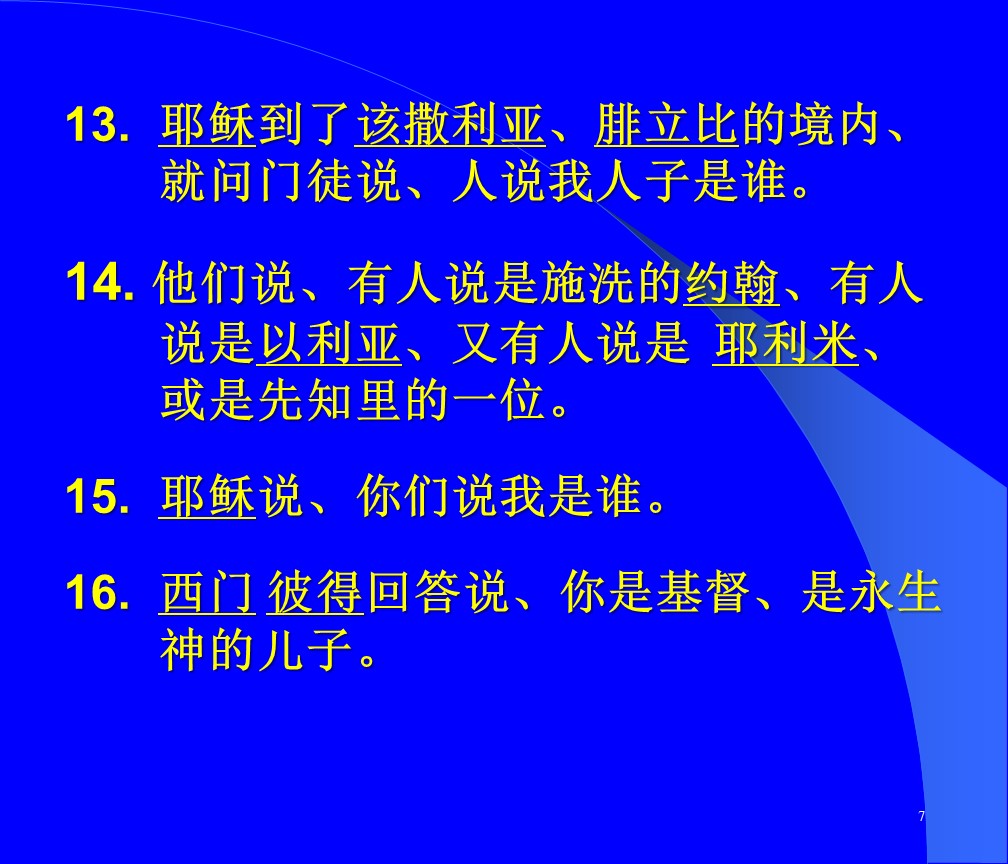 13. 耶稣到了该撒利亚、腓立比的境内、
就问门徒说、人说我人子是谁。
14. 他们说、有人说是施洗的约翰、有人
说是以利亚、又有人说是 耶利米、
或是先知里的一位。
15. 耶稣说、你们说我是谁。
16. 西门 彼得回答说、你是基督、是永生
神的儿子。
7